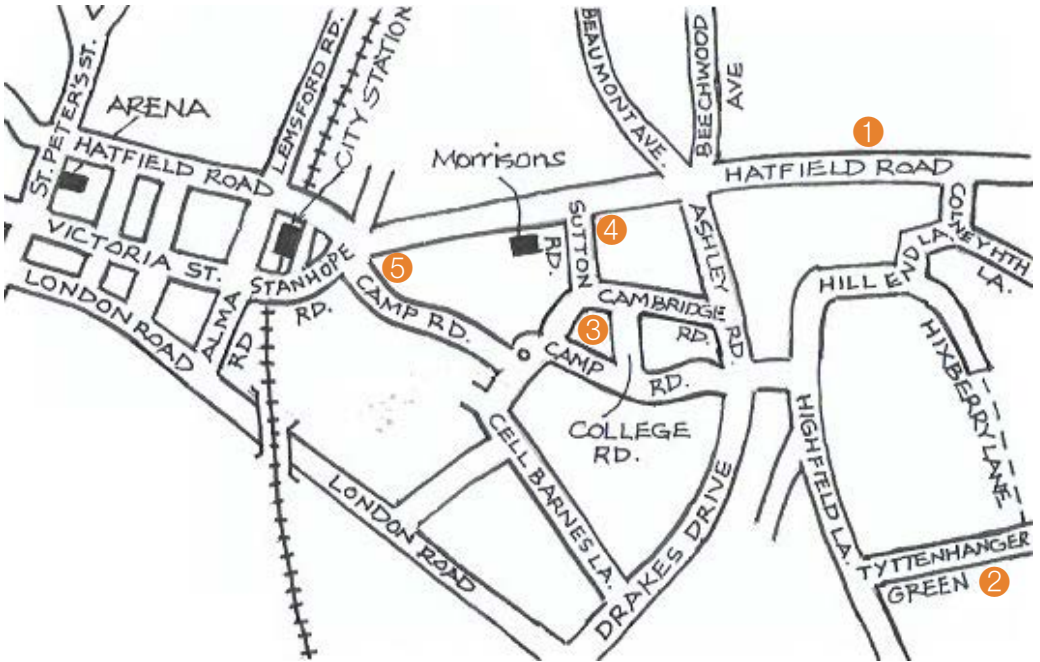 ST. PETER'S ST.
ARENA
HATFIELD ROAD
LEMSFORD RD.
CITY STATION
BEAUMONT AVE.
BEECHWOOD
AVE
1
HATFIELD ROAD
Morrisons
VICTORIA ST.
LONDON ROAD
ALMA
RD
STANHOPE
RD.
5
CAMP RD.
SUTTON
RD.
4
ASHLEY
RD.
CAMBRIDGE
RD.
3
CAMP
RD.
COLLEGE
RD.
COLNEY HTH
LA.
HILL END LA.
HIXBERRY LANE
HIGHFIELD LA.
CELL BARNES LA.
DRAKES DRIVE
LONDON ROAD
TYTTENHANGER
GREEN
2